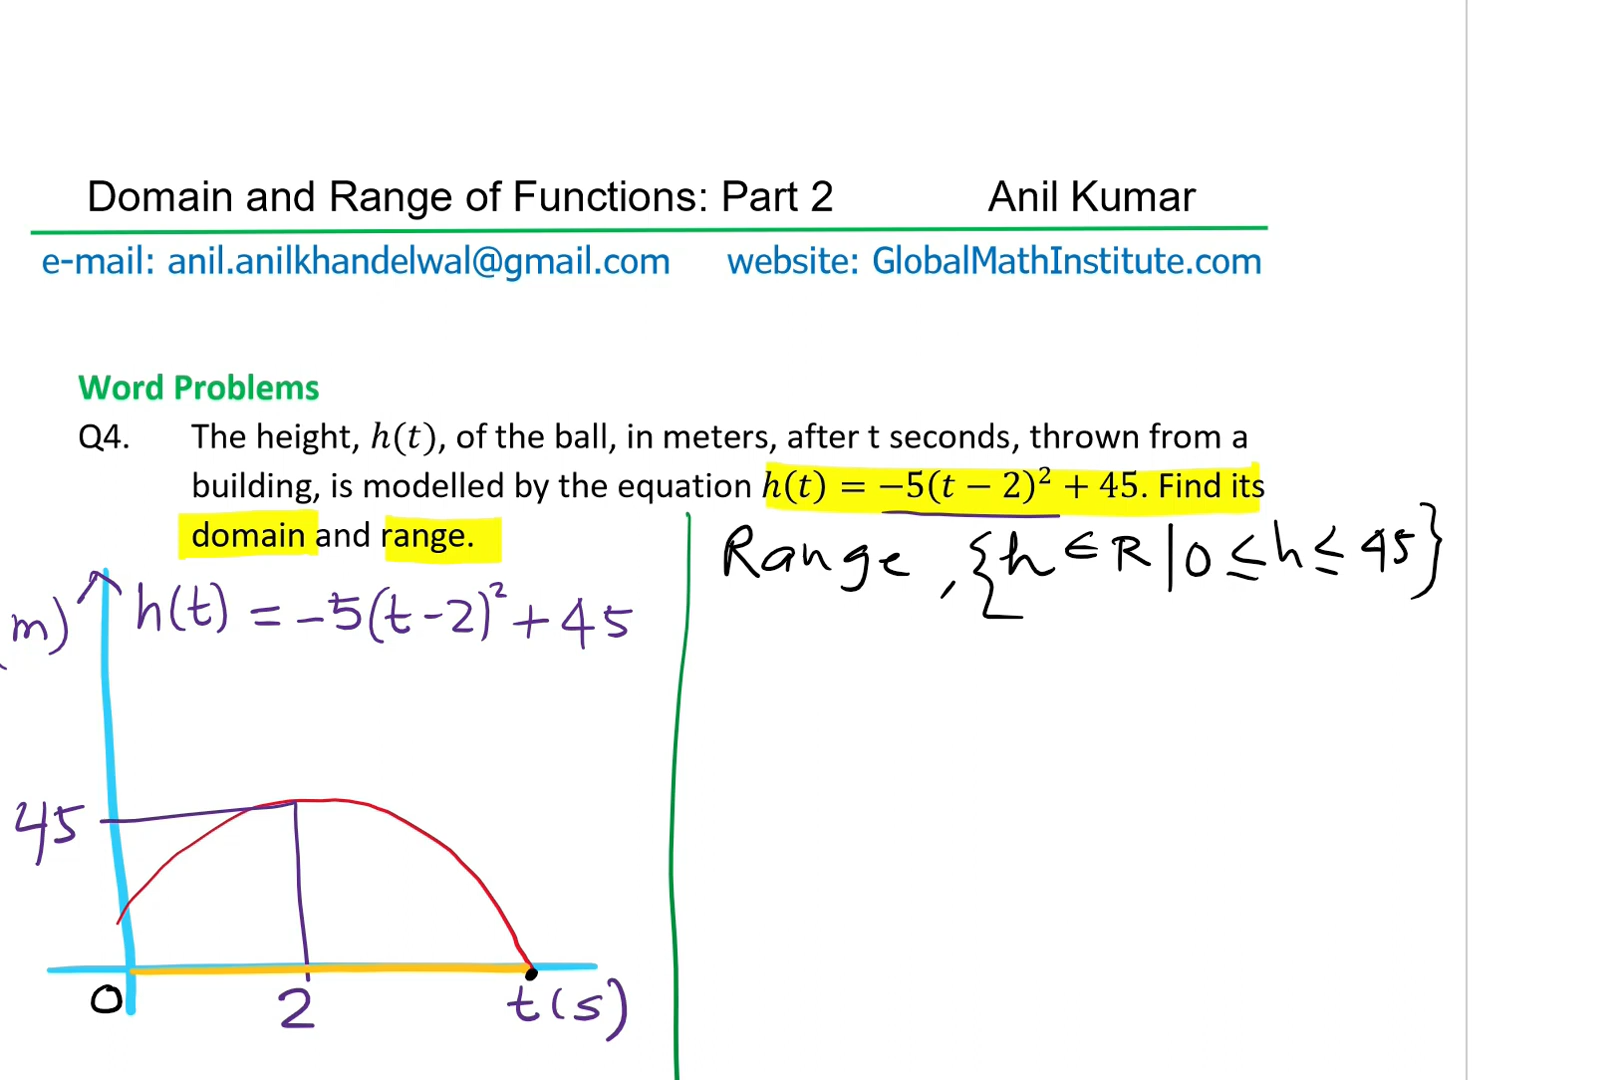 Domain and Range of Functions: Part 2 Anil Kumar
e-mail: anil.anilkhandelwal@gmail.com website: GlobalMathInstitute.com
Word Problems
Q4. The height, h(t), of the ball, in meters, after t seconds, thrown from a
building, is modelled by the equation h(t) = −5(t − 2)² + 45. Find its
domain and range.
Range, {h ∈ R | 0 ≤ h ≤ 45}
m) h(t) = -5(t-2)² + 45
45
0 2 t(s)